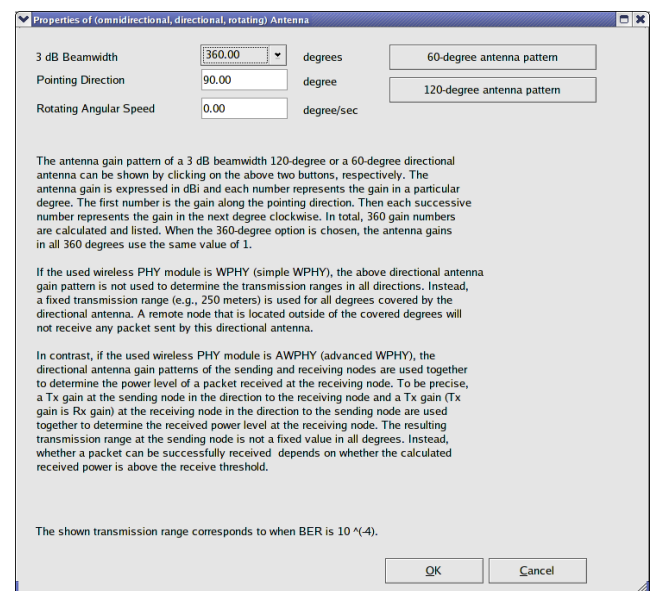 Properties of (omnidirectional, directional, rotating) Antenna
3 dB Beamwidth 360.00 degrees 60-degree antenna pattern
Pointing Direction 90.00 degree 120-degree antenna pattern
Rotating Angular Speed 0.00 degree/sec
The antenna gain pattern of a 3 dB beamwidth 120-degree or a 60-degree directional
antenna can be shown by clicking on the above two buttons, respectively. The
antenna gain is expressed in dBi and each number represents the gain in a particular
degree. The first number is the gain along the pointing direction. Then each successive
number represents the gain in the next degree clockwise. In total, 360 gain numbers
are calculated and listed. When the 360-degree option is chosen, the antenna gains
in all 360 degrees use the same value of 1.
If the used wireless PHY module is WPHY (simple WPHY), the above directional antenna
gain pattern is not used to determine the transmission ranges in all directions. Instead,
a fixed transmission range (e.g., 250 meters) is used for all degrees covered by the
directional antenna. A remote node that is located outside of the covered degrees will
not receive any packet sent by this directional antenna.
In contrast, if the used wireless PHY module is AWPHY (advanced WPHY), the
directional antenna gain patterns of the sending and receiving nodes are used together
to determine the power level of a packet received at the receiving node. To be precise,
a Tx gain at the sending node in the direction to the receiving node and a Tx gain (Tx
gain is Rx gain) at the receiving node in the direction to the sending node are used
together to determine the received power level at the receiving node. The resulting
transmission range at the sending node is not a fixed value in all degrees. Instead,
whether a packet can be successfully received depends on whether the calculated
received power is above the receive threshold.
The shown transmission range corresponds to when BER is 10 ^(-4).
OK Cancel